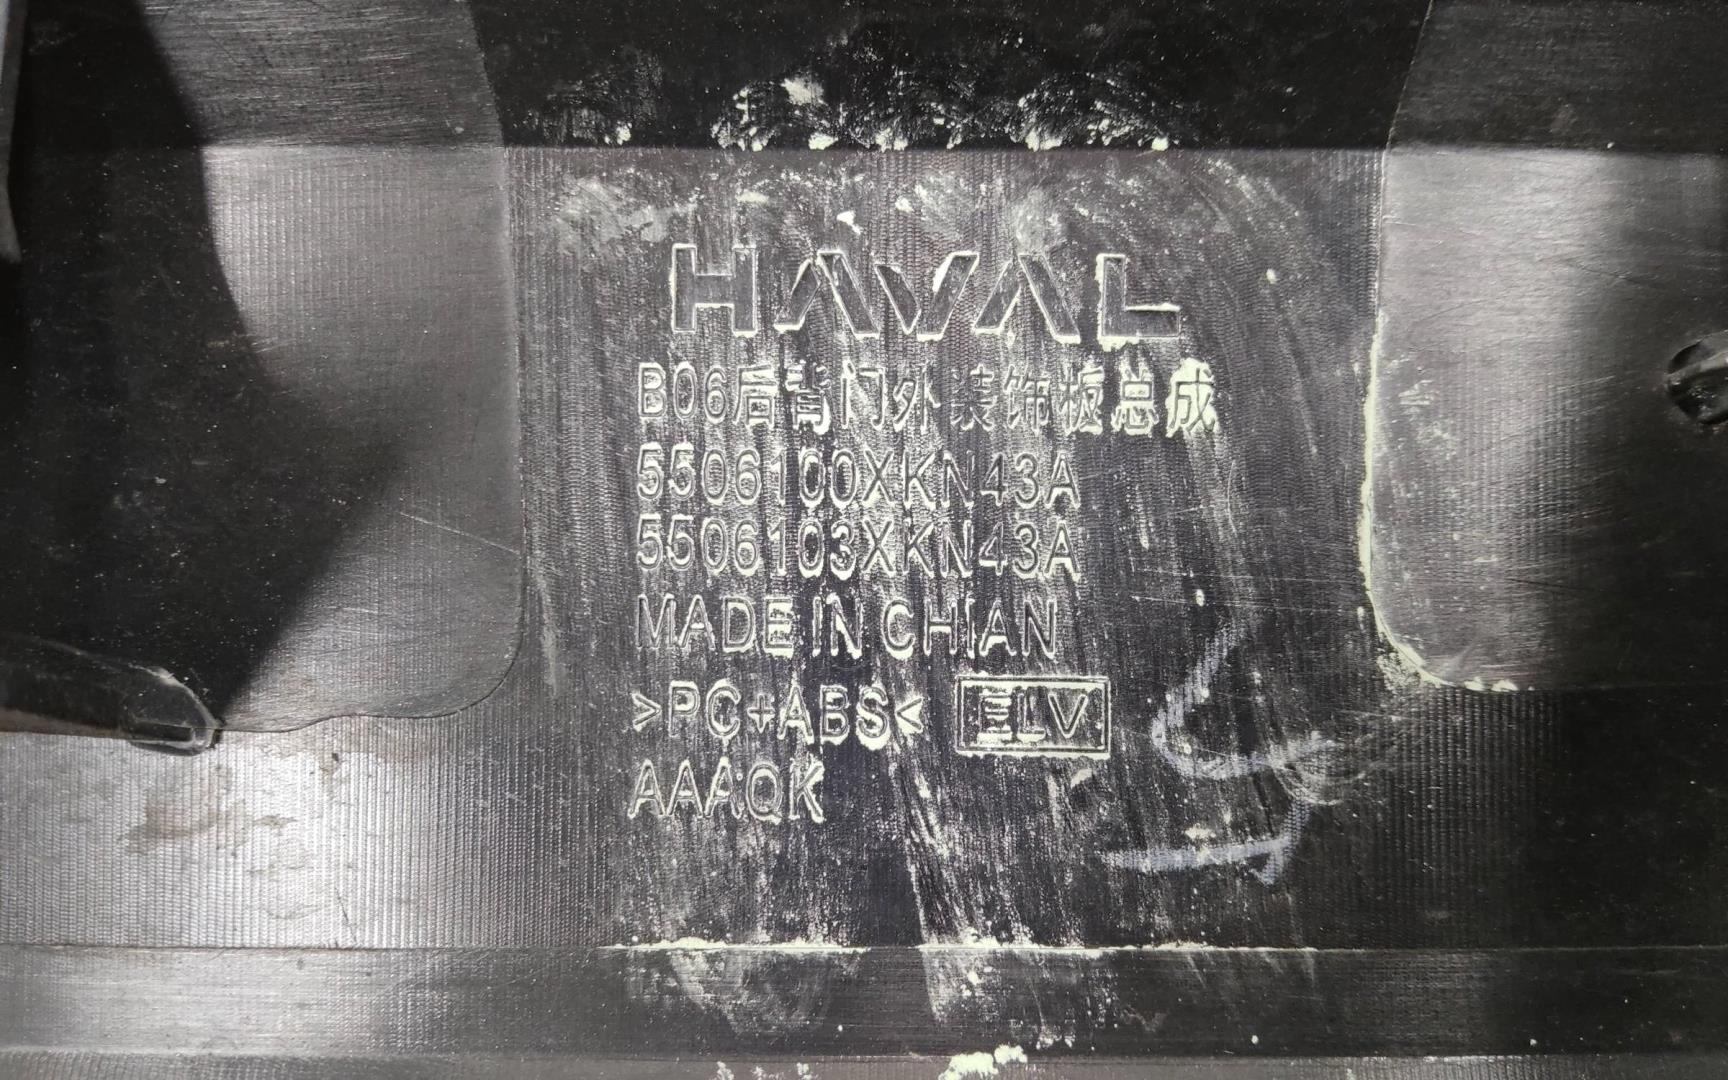 HAVAL
B06后背门外装饰板总成
5506100XKN43A
5506103XKN43A
MADE IN CHIAN
>PC+ABS< ELV
AAAQK